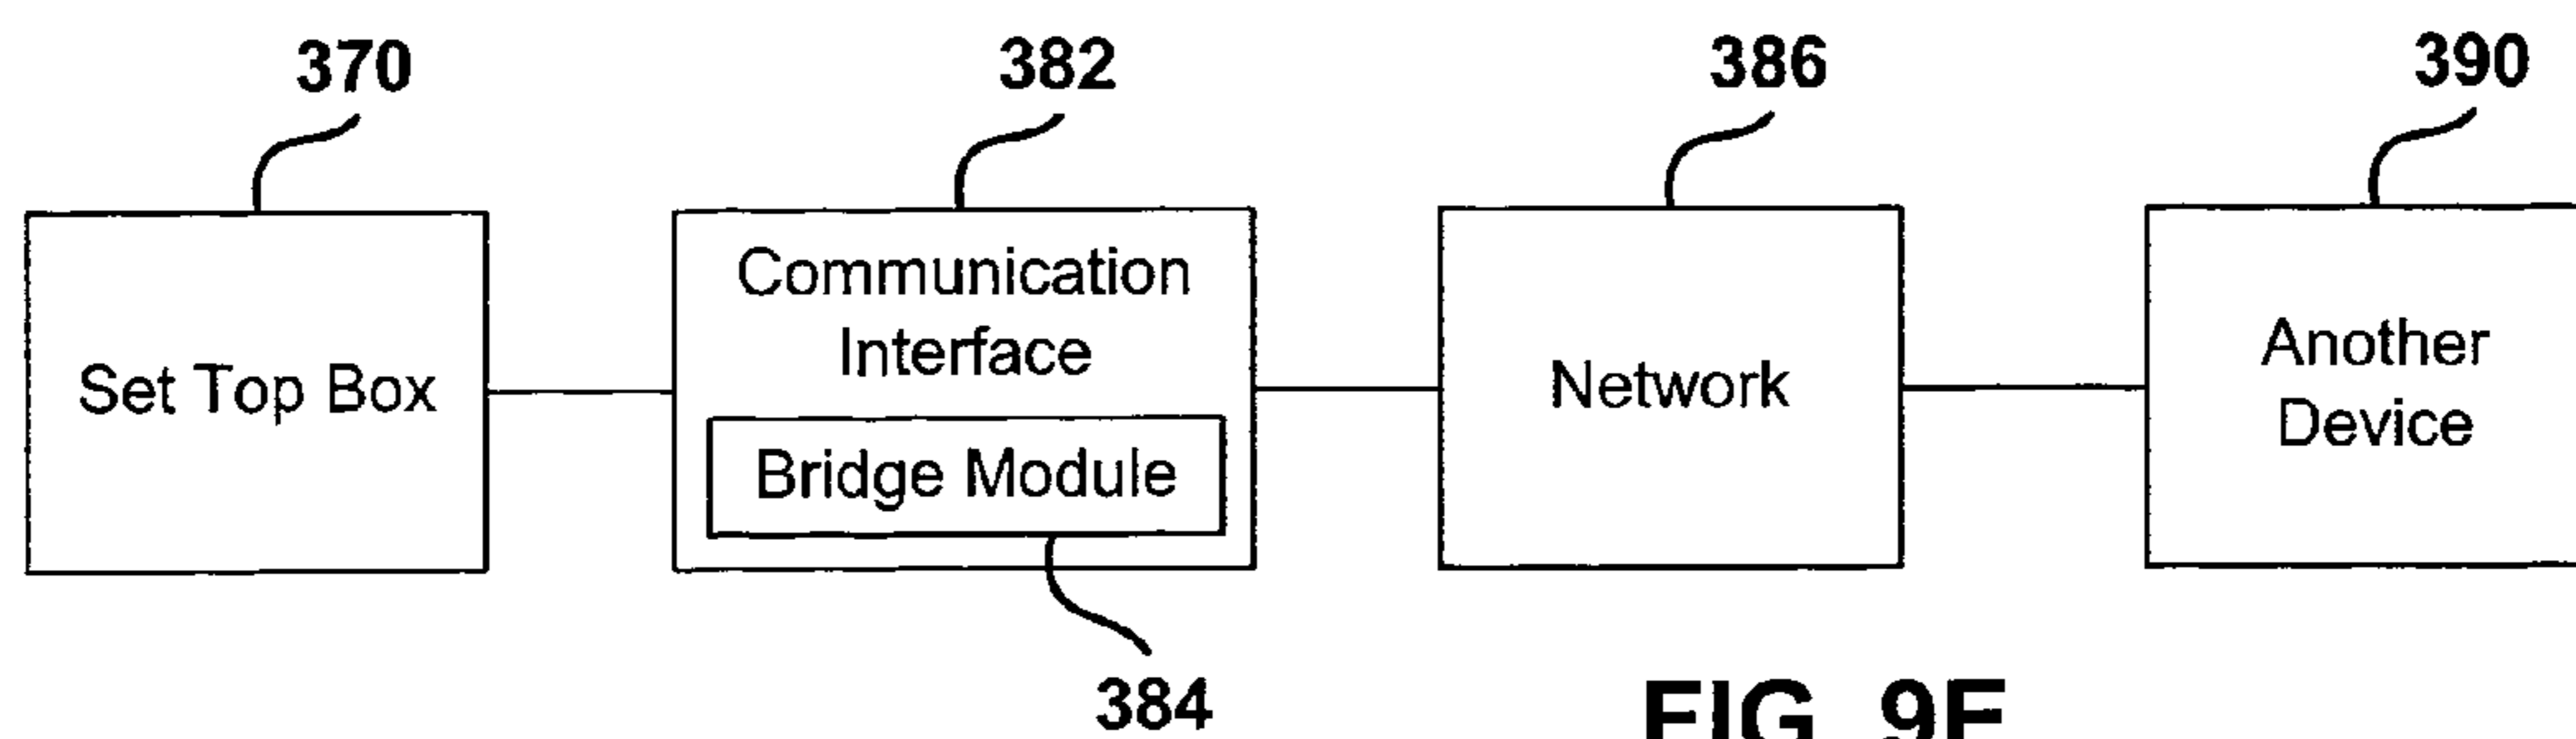 370
382
386
390
Set Top Box
Communication
Interface
Bridge Module
Network
Another
Device
384